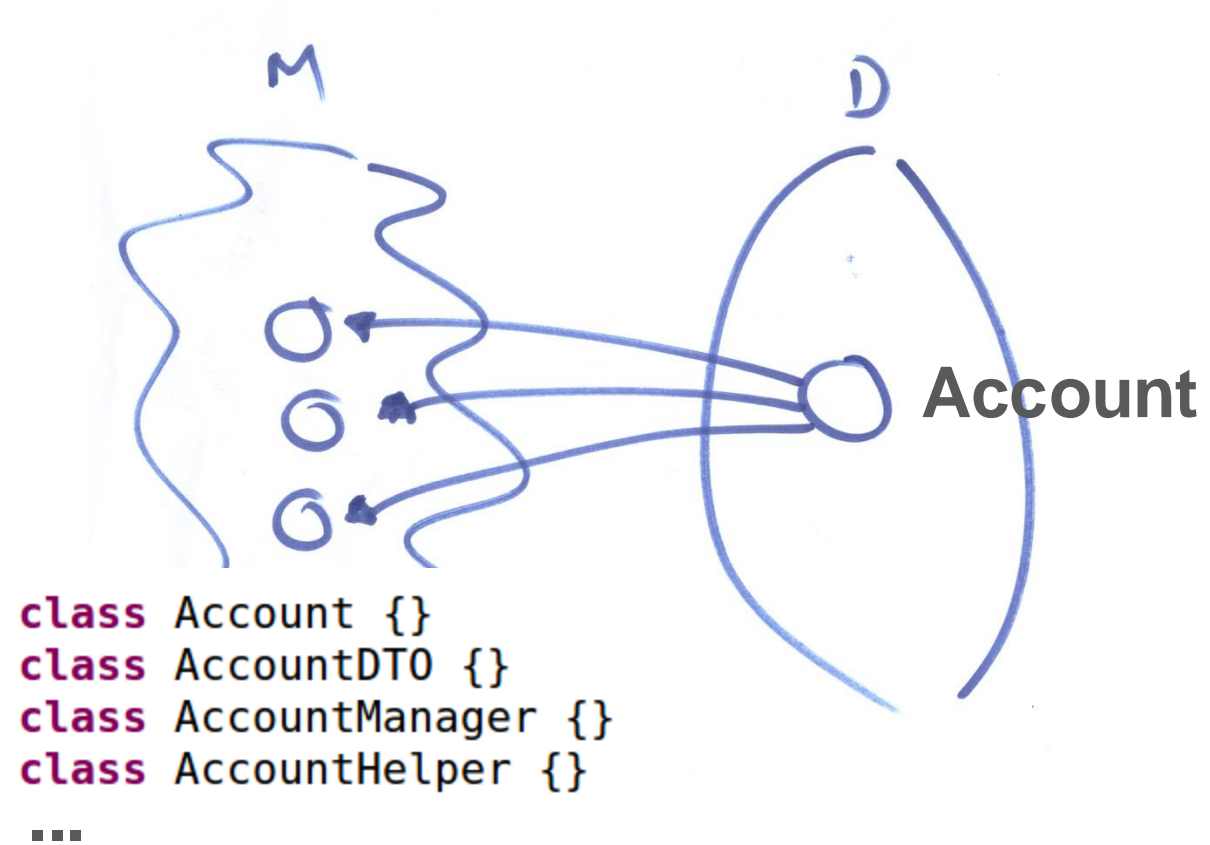 M
D
Account
class Account {}
class AccountDTO {}
class AccountManager {}
class AccountHelper {}
...